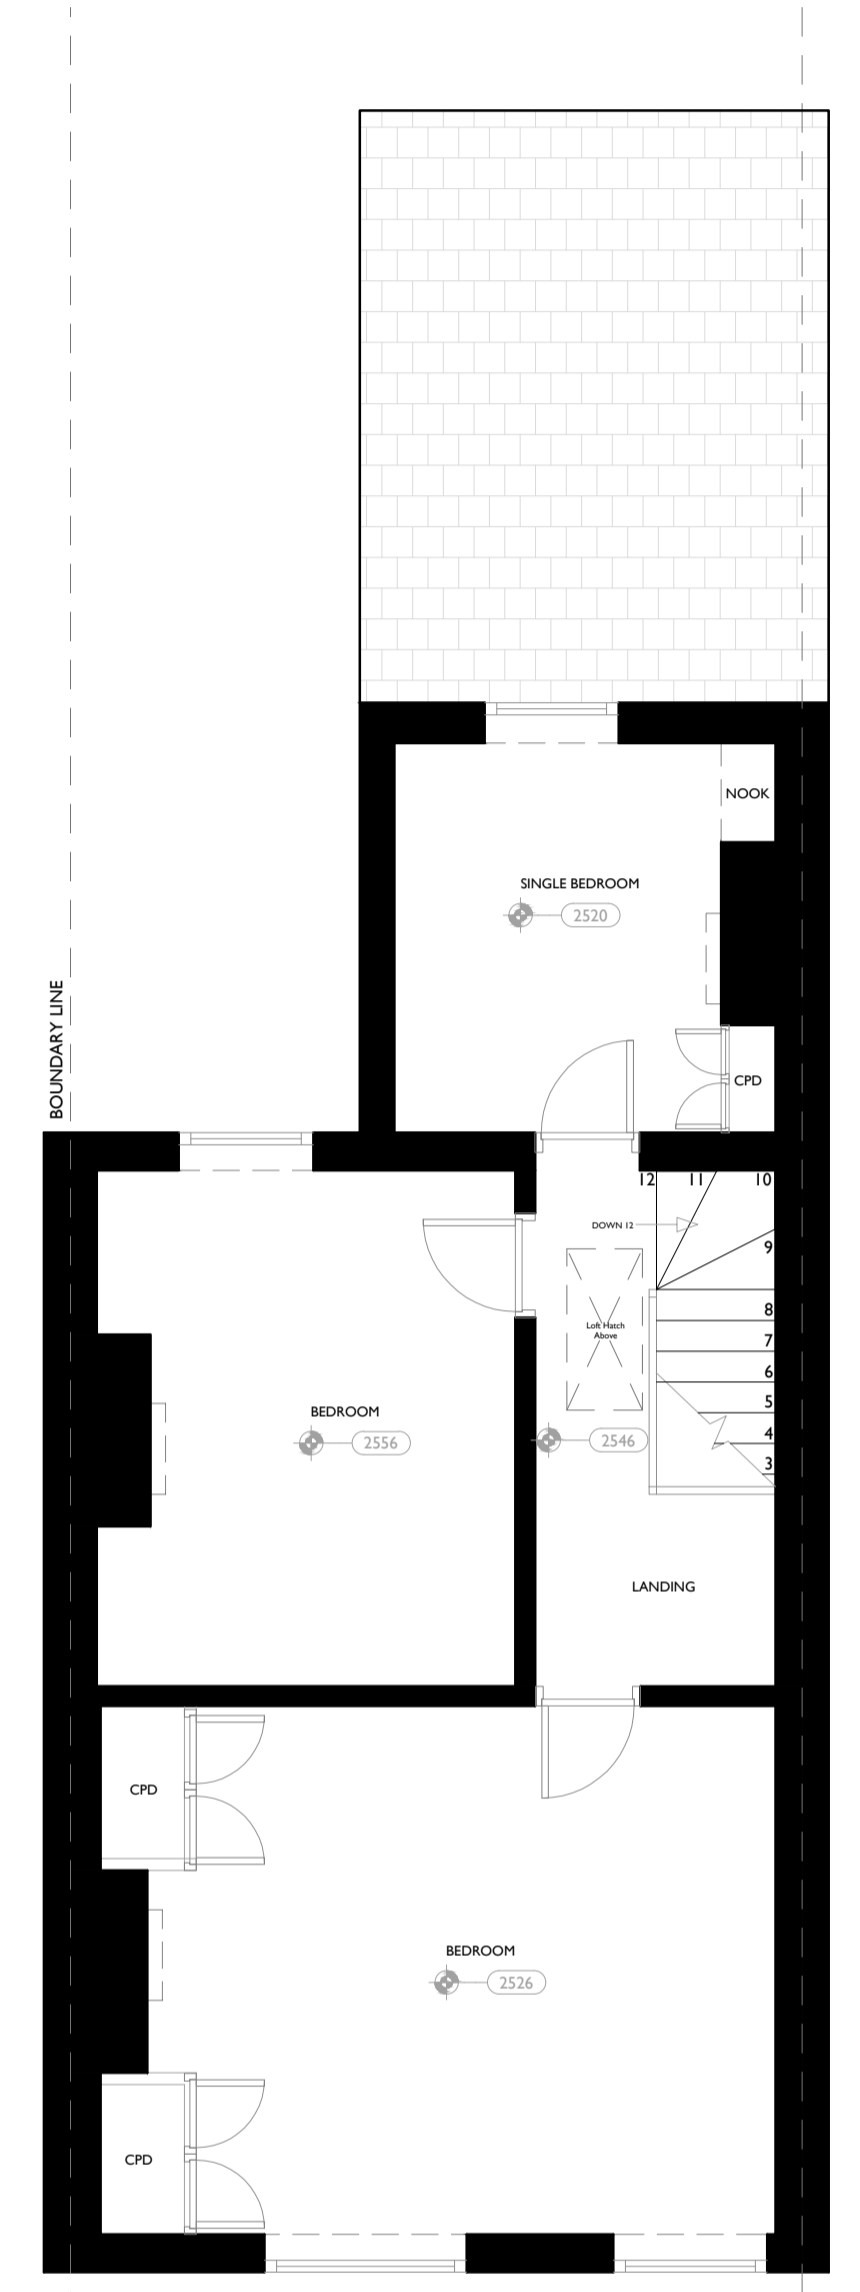 NOOK
SINGLE BEDROOM
2520
BOUNDARY LINE
CPD
12 11 10
DOWN 12
9
8
Loft Hatch
Above
7
6
5
BEDROOM
4
2556
2546
3
LANDING
CPD
BEDROOM
2526
CPD